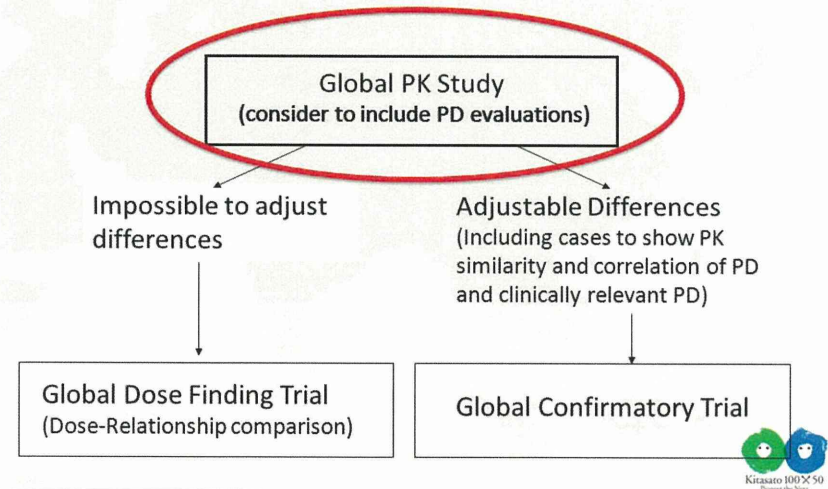 Global PK Study
(consider to include PD evaluations)
Impossible to adjust
differences
Adjustable Differences
(Including cases to show PK
similarity and correlation of PD
and clinically relevant PD)
Global Dose Finding Trial
(Dose-Relationship comparison)
Global Confirmatory Trial
Kitasato 100×50